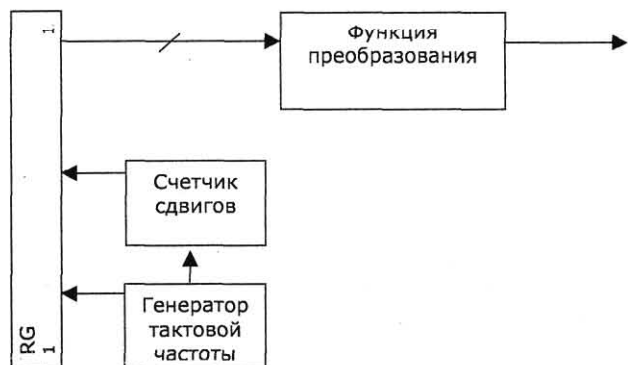 1
Функция
преобразования
Счетчик
сдвигов
Генератор
тактовой
частоты
RG
1